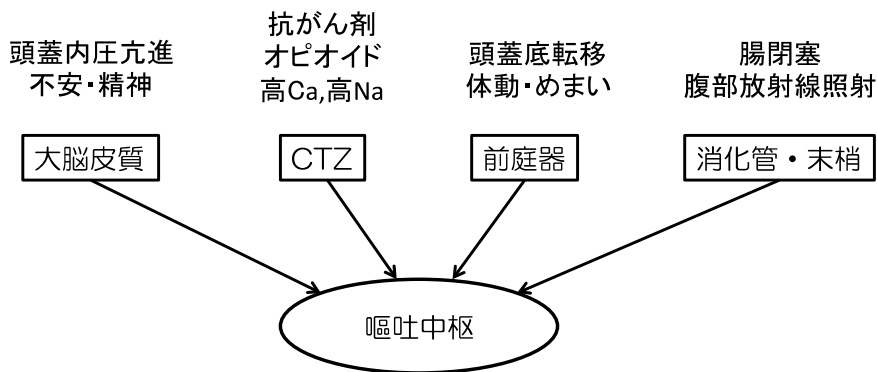 頭蓋内圧亢進
不安・精神
抗がん剤
オピオイド
高Ca,高Na
頭蓋底転移
体動・めまい
腸閉塞
腹部放射線照射
大脳皮質
CTZ
前庭器
消化管・末梢
嘔吐中枢